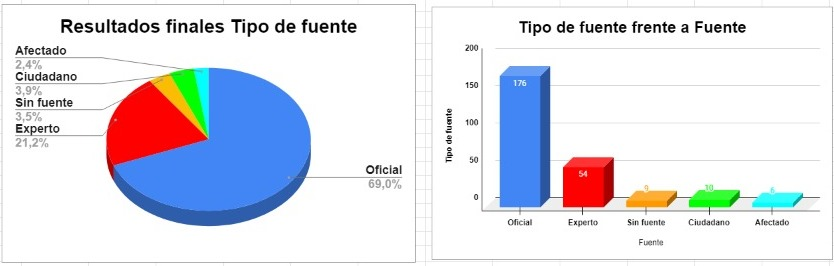 Resultados finales Tipo de fuente
Afectado
2,4%
Ciudadano
3,9%
Sin fuente
3,5%
Experto
21,2%
Oficial
69,0%
Tipo de fuente frente a Fuente
Tipo de fuente
200
150
100
50
0
176
54
9
10
6
Oficial
Experto
Sin fuente
Ciudadano
Afectado
Fuente